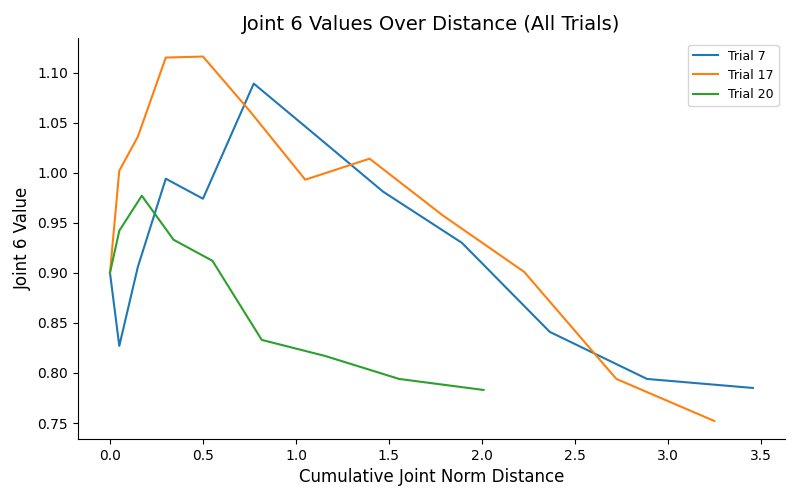 Joint 6 Values Over Distance (All Trials)
Trial 7
Trial 17
Trial 20
Joint 6 Value
1.10
1.05
1.00
0.95
0.90
0.85
0.80
0.75
0.0 0.5 1.0 1.5 2.0 2.5 3.0 3.5
Cumulative Joint Norm Distance